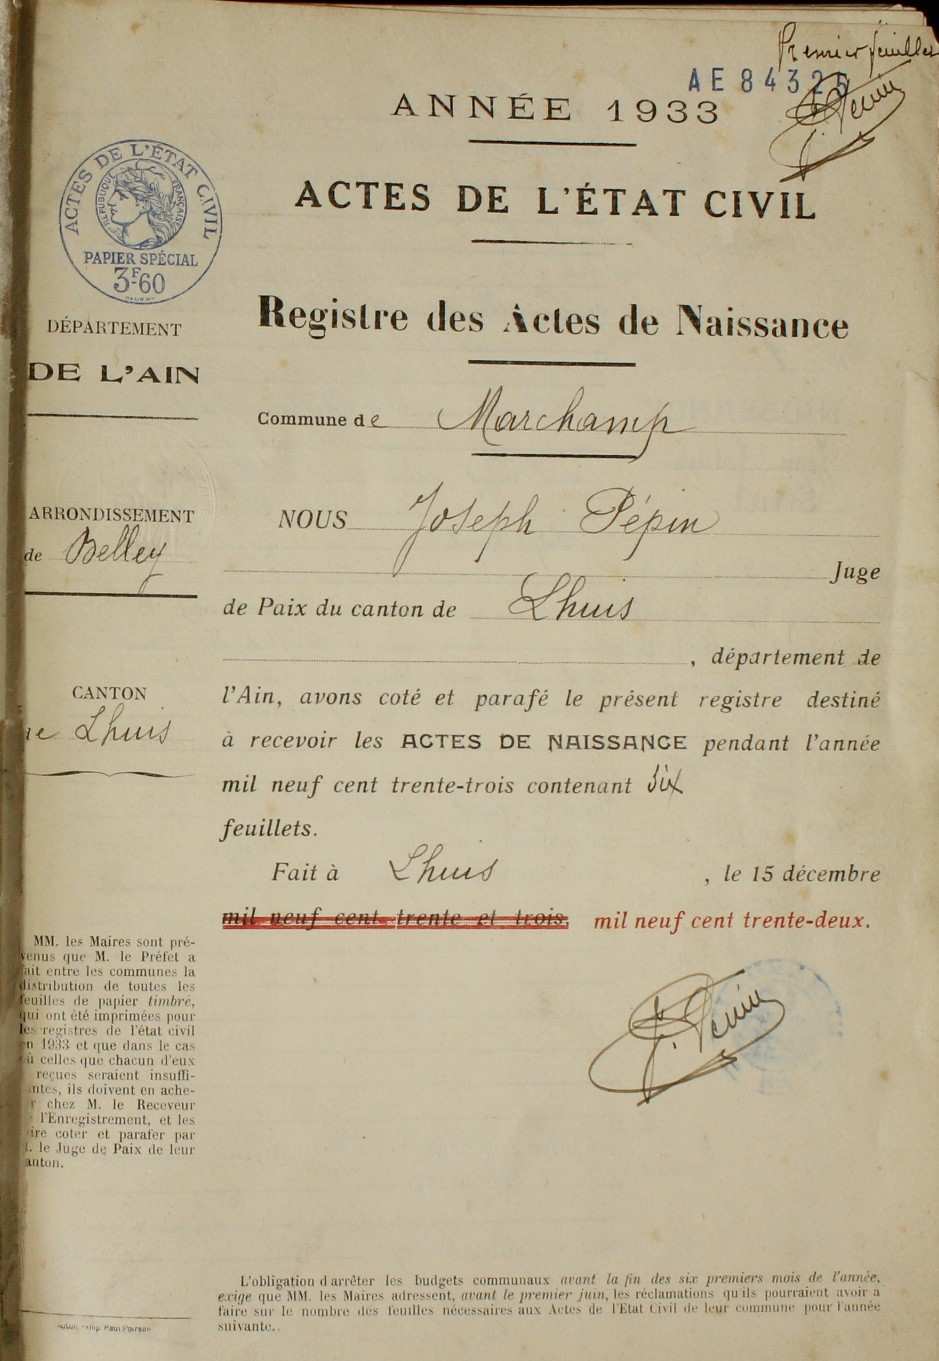 Premier feuillet
AE 84326
ANNÉE 1933
ACTES DE L'ÉTAT CIVIL
ACTES DE L'ÉTAT CIVIL
RÉPUBLIQUE FRANÇAISE
PAPIER SPÉCIAL
3F-60
Registre des Actes de Naissance
DÉPARTEMENT
DE L'AIN
Commune de Marchamp
ARRONDISSEMENT
de Belley
NOUS Joseph Pépin
Juge
de Paix du canton de Lhuis
, département de
CANTON
de Lhuis
l'Ain, avons coté et parafé le présent registre destiné
à recevoir les ACTES DE NAISSANCE pendant l'année
mil neuf cent trente-trois contenant six
feuillets.
Fait à Lhuis , le 15 décembre
mil neuf cent trente et trois. mil neuf cent trente-deux.
MM. les Maires sont pré-
venus que M. le Préfet a
fait entre les communes la
distribution de toutes les
feuilles de papier timbré,
qui ont été imprimées pour
les registres de l'état civil
en 1933 et que dans le cas
où celles que chacun d'eux
reçues seraient insuffi-
santes, ils doivent en ache-
chez M. le Receveur
l'Enregistrement, et les
faire coter et parafer par
M. le Juge de Paix de leur
canton.
J. Pépin
L'obligation d'arrêter les budgets communaux avant la fin des six premiers mois de l'année,
exige que MM. les Maires adressent, avant le premier juin, les réclamations qu'ils pourraient avoir à
faire sur le nombre des feuilles nécessaires aux Actes de l'État Civil de leur commune pour l'année
suivante.